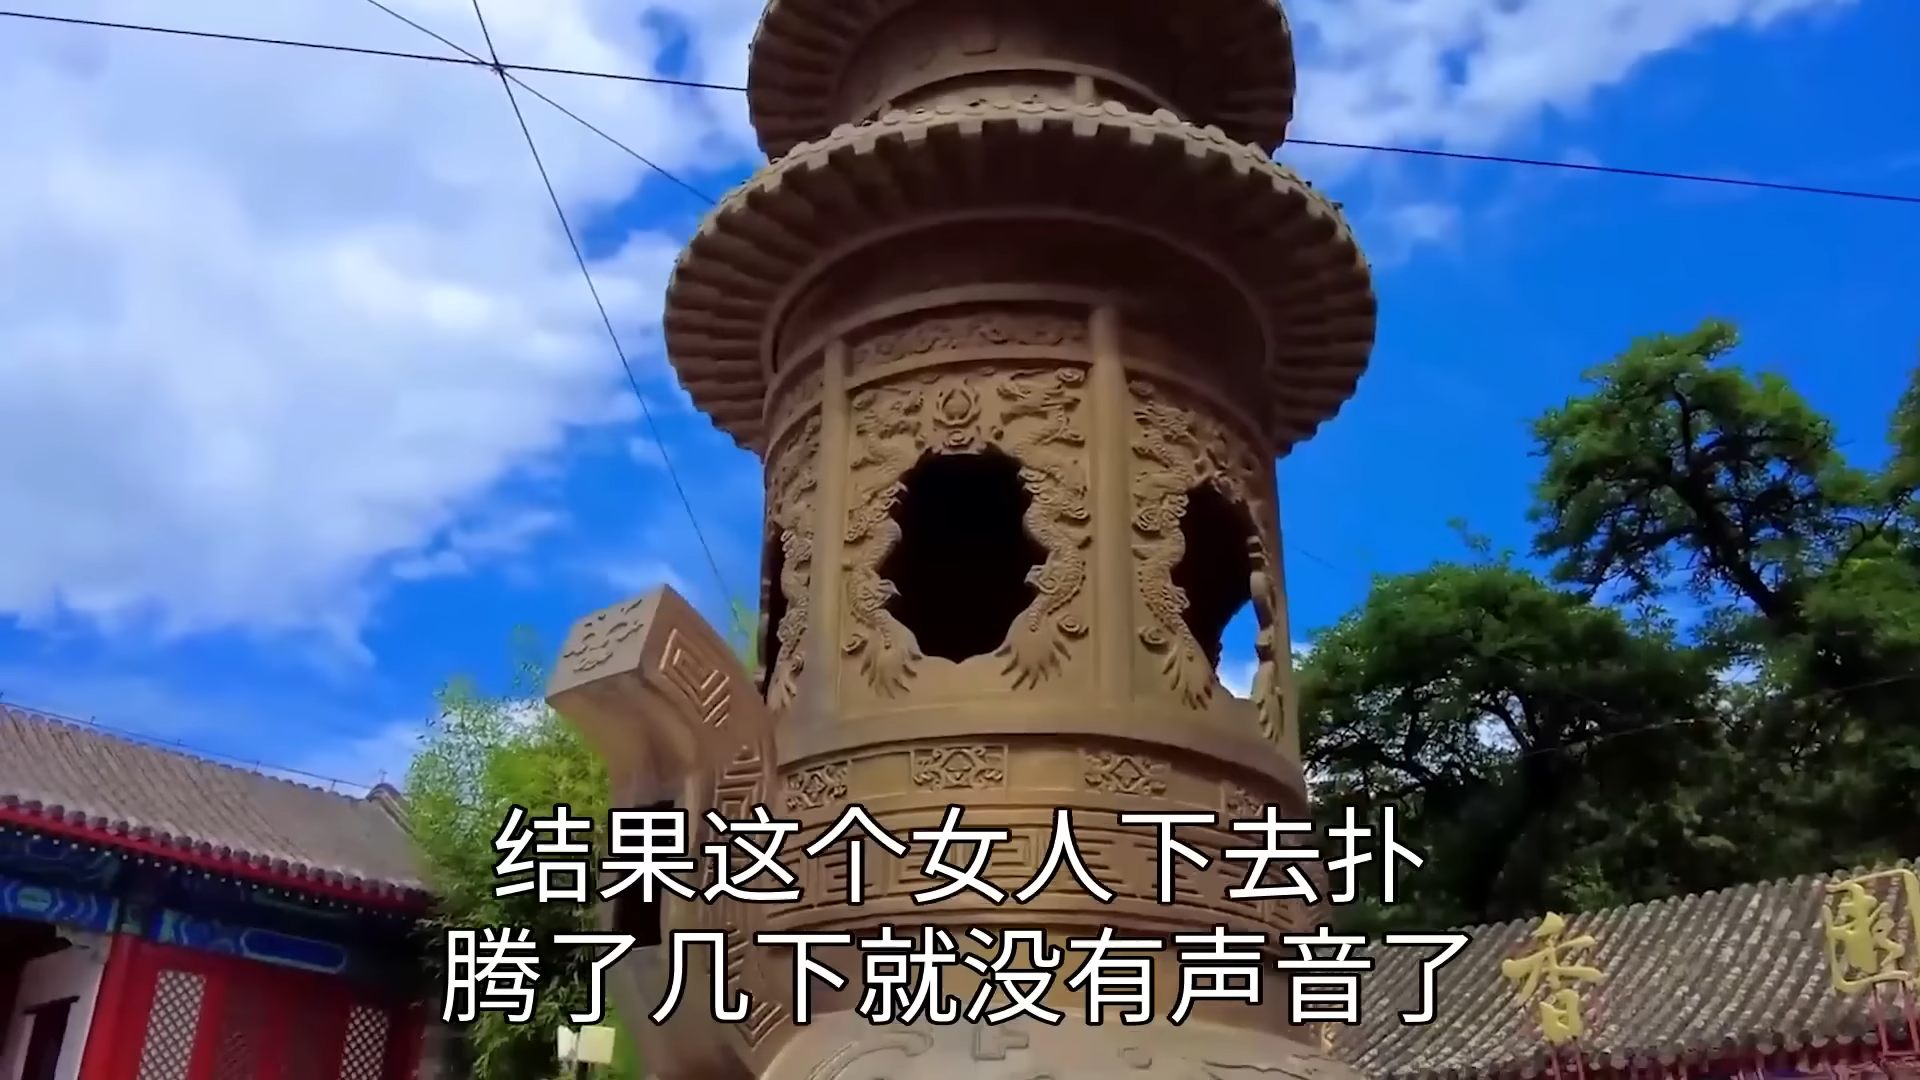 结果这个女人下去扑
腾了几下就没有声音了
香